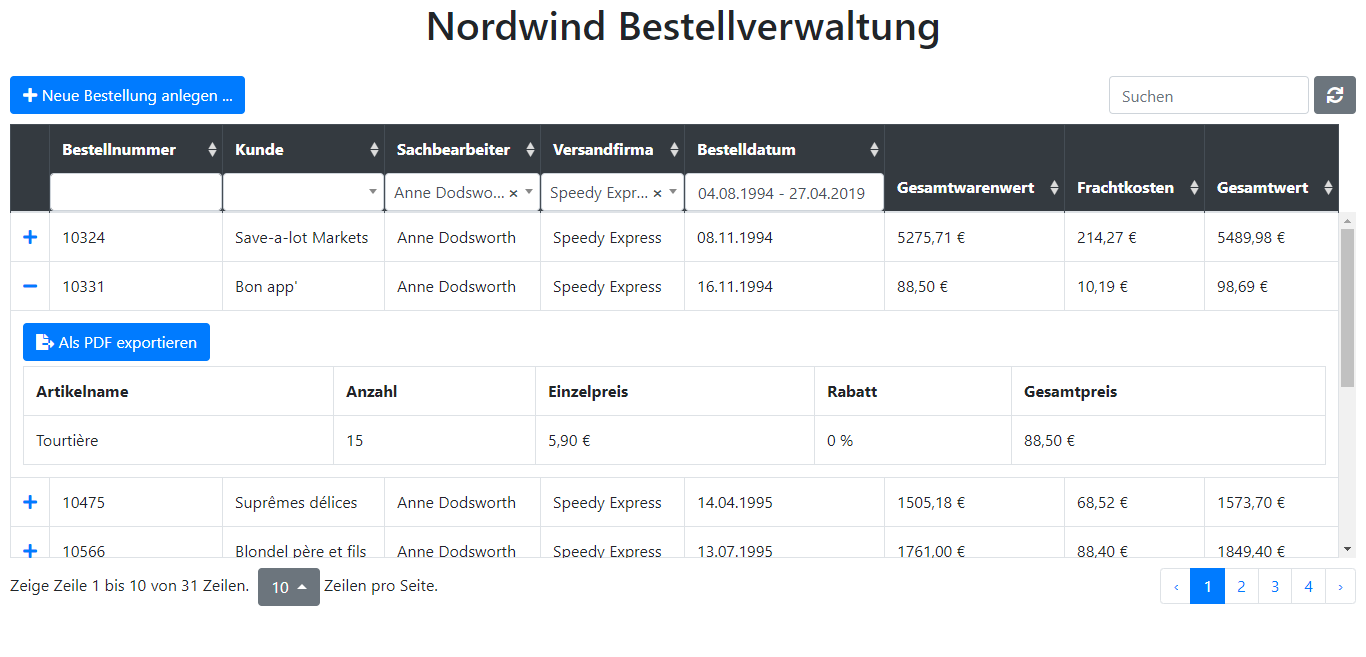 Nordwind Bestellverwaltung
Neue Bestellung anlegen ...
Suchen
Bestellnummer Kunde Sachbearbeiter Versandfirma Bestelldatum Gesamtwarenwert Frachtkosten Gesamtwert
Anne Dodswo... × Speedy Expr... × 04.08.1994 - 27.04.2019
10324 Save-a-lot Markets Anne Dodsworth Speedy Express 08.11.1994 5275,71 € 214,27 € 5489,98 €
10331 Bon app' Anne Dodsworth Speedy Express 16.11.1994 88,50 € 10,19 € 98,69 €
Als PDF exportieren
Artikelname Anzahl Einzelpreis Rabatt Gesamtpreis
Tourtière 15 5,90 € 0 % 88,50 €
10475 Suprêmes délices Anne Dodsworth Speedy Express 14.04.1995 1505,18 € 68,52 € 1573,70 €
10566 Blondel père et fils Anne Dodsworth Speedy Express 13.07.1995 1761,00 € 88,40 € 1849,40 €
Zeige Zeile 1 bis 10 von 31 Zeilen. 10 Zeilen pro Seite. ‹ 1 2 3 4 ›